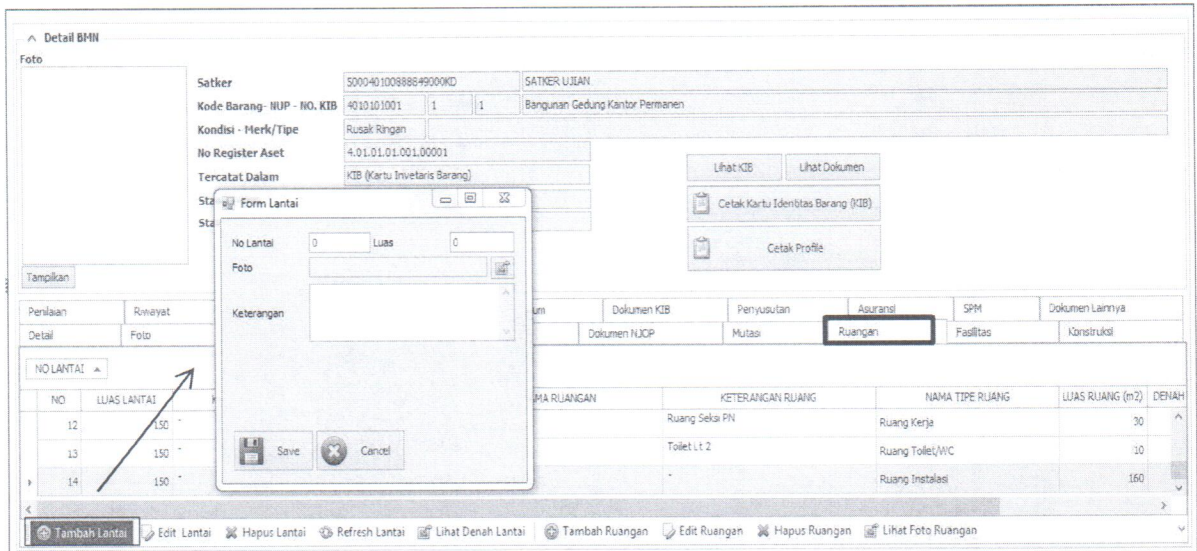 Detail BMN
Foto
Satker S000401008888849000KD SATKER UJIAN
Kode Barang- NUP - NO. KIB 4010101001 1 1 Bangunan Gedung Kantor Permanen
Kondisi - Merk/Tipe Rusak Ringan
No Register Aset 4.01.01.01.001.00001
Tercatat Dalam KIB (Kartu Invetaris Barang)
Sta
Sta
Lihat KIB Lihat Dokumen
Cetak Kartu Identitas Barang (KIB)
Cetak Profile
Tampilkan
Form Lantai
No Lantai 0 Luas 0
Foto
Keterangan
Save Cancel
Penilaian Riwayat um Dokumen KIB Penyusutan Asuransi SPM Dokumen Lainnya
Detail Foto Dokumen NJOP Mutasi Ruangan Fasilitas Konstruksi
NO LANTAI
NO LUAS LANTAI K MA RUANGAN KETERANGAN RUANG NAMA TIPE RUANG LUAS RUANG (m2) DENAH
12 150 - Ruang Seksi PN Ruang Kerja 30
13 150 - Toilet Lt 2 Ruang Toilet/WC 10
14 150 - - Ruang Instalasi 160
Tambah Lantai Edit Lantai Hapus Lantai Refresh Lantai Lihat Denah Lantai Tambah Ruangan Edit Ruangan Hapus Ruangan Lihat Foto Ruangan